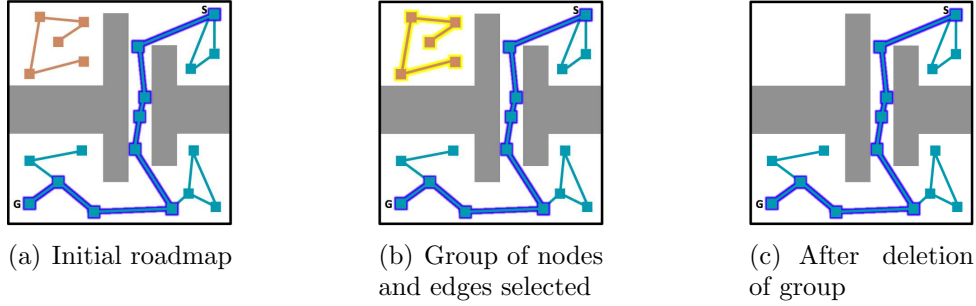 S
S
S
G
G
G
(a) Initial roadmap
(b) Group of nodes
and edges selected
(c) After deletion
of group